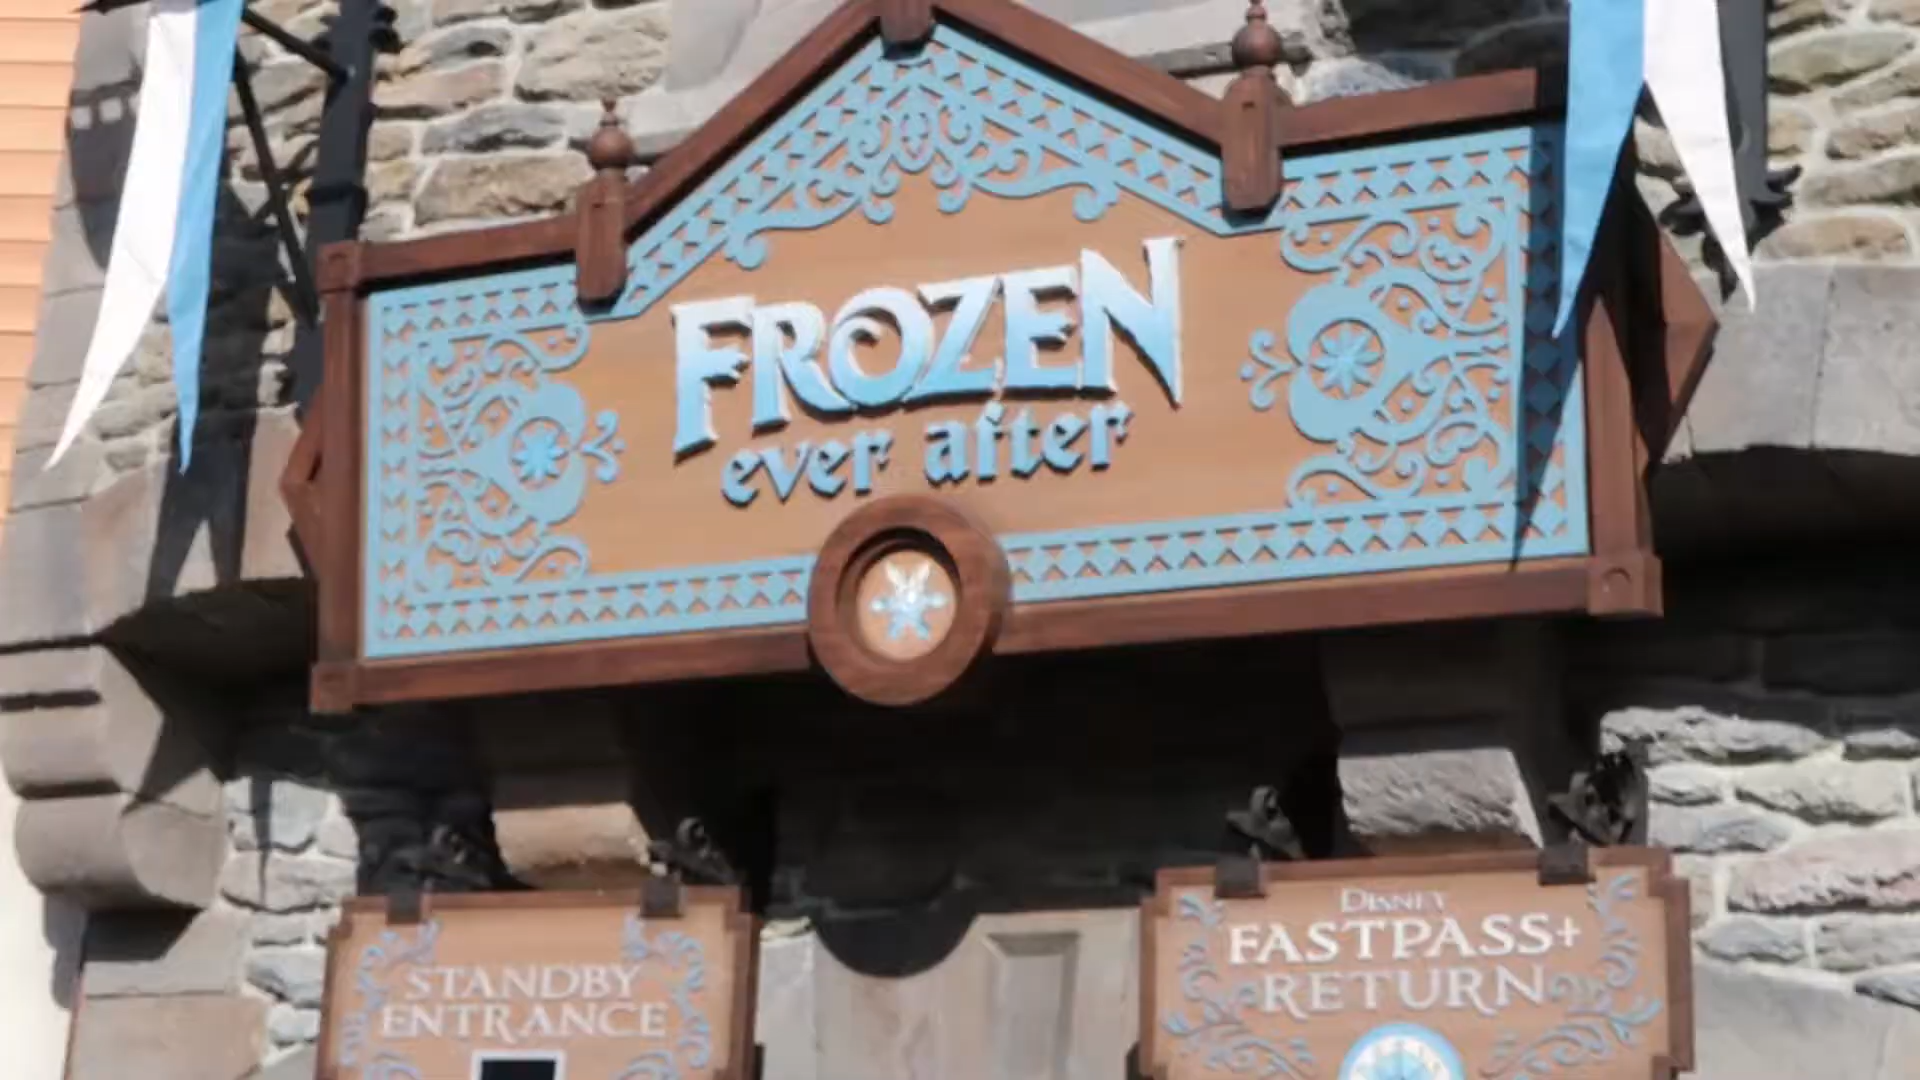 FROZEN
ever after
STANDBY
ENTRANCE
DISNEY
FASTPASS+
RETURN